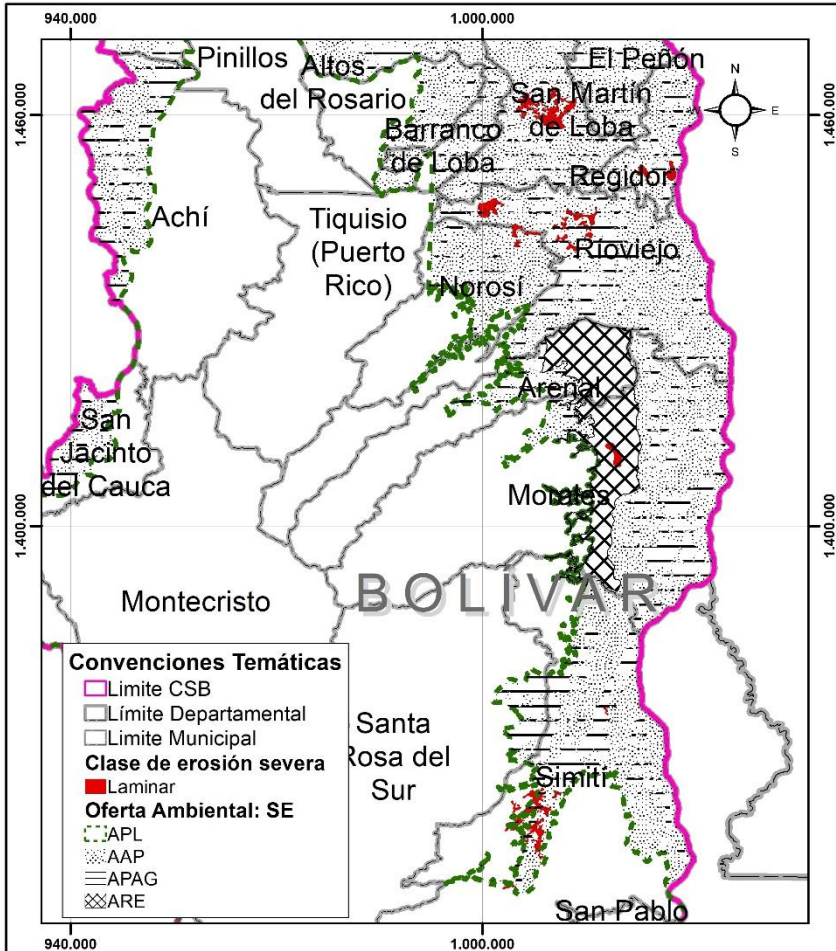 940.000
1.000.000
Pinillos
Altos
del Rosario
El Peñón
San Martín
de Loba
N
W
E
S
1.460.000
1.460.000
Barranco
de Loba
Regidor
Achí
Tiquisio
(Puerto
Rico)
Rioviejo
Norosí
Arenal
San
Jacinto
del Cauca
Morales
1.400.000
1.400.000
BOLÍVAR
Montecristo
Santa
Rosa del
Sur
Simití
San Pablo
Convenciones Temáticas
Limite CSB
Límite Departamental
Limite Municipal
Clase de erosión severa
Laminar
Oferta Ambiental: SE
APL
AAP
APAG
ARE
940.000
1.000.000